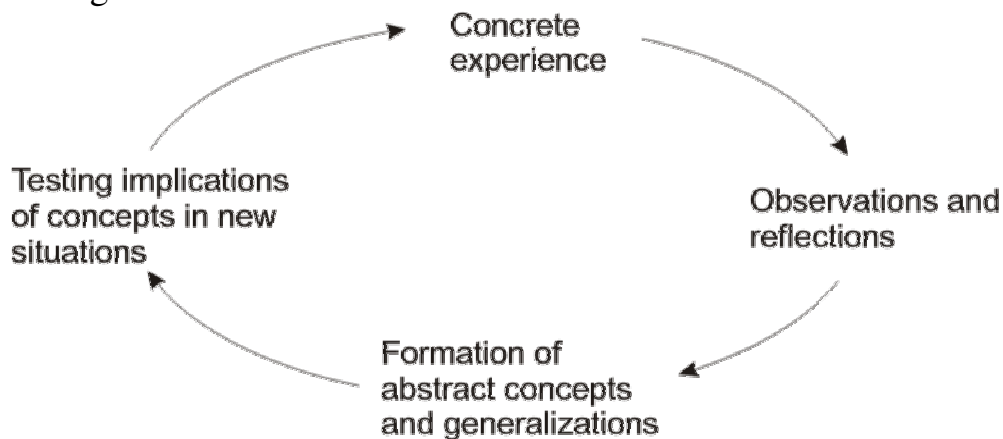 Concrete
experience
Observations and
reflections
Formation of
abstract concepts
and generalizations
Testing implications
of concepts in new
situations